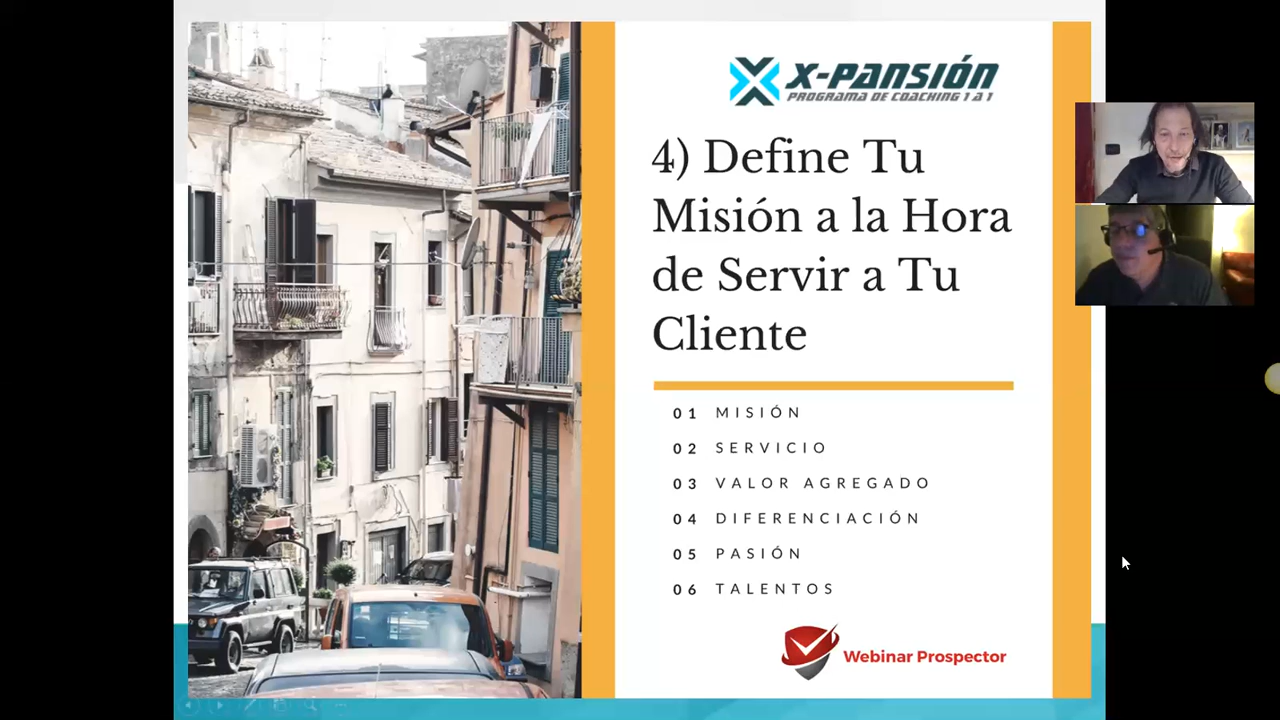 X-PANSIÓN
PROGRAMA DE COACHING 1 A 1
4) Define Tu
Misión a la Hora
de Servir a Tu
Cliente
01 MISIÓN
02 SERVICIO
03 VALOR AGREGADO
04 DIFERENCIACIÓN
05 PASIÓN
06 TALENTOS
Webinar Prospector